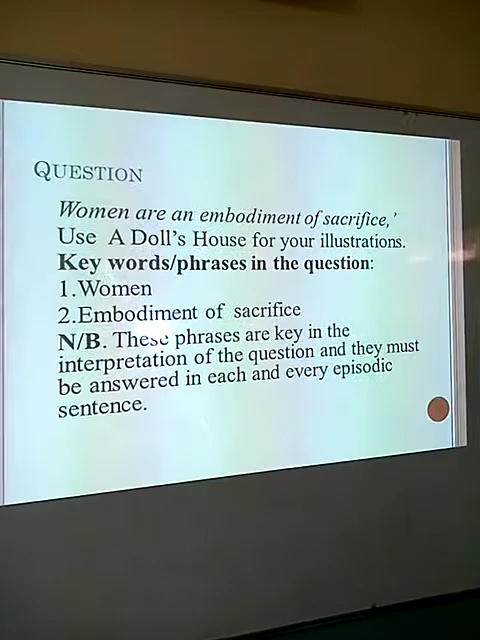 QUESTION
Women are an embodiment of sacrifice,'
Use A Doll's House for your illustrations.
Key words/phrases in the question:
1.Women
2.Embodiment of sacrifice
N/B. These phrases are key in the
interpretation of the question and they must
be answered in each and every episodic
sentence.